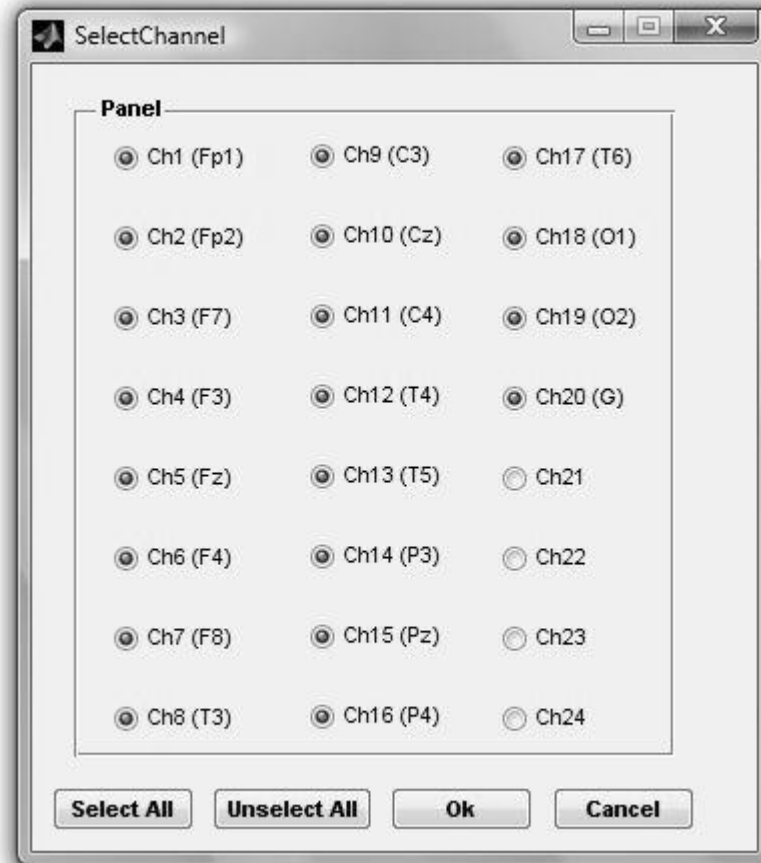 SelectChannel
Panel
Ch1 (Fp1) Ch9 (C3) Ch17 (T6)
Ch2 (Fp2) Ch10 (Cz) Ch18 (O1)
Ch3 (F7) Ch11 (C4) Ch19 (O2)
Ch4 (F3) Ch12 (T4) Ch20 (G)
Ch5 (Fz) Ch13 (T5) Ch21
Ch6 (F4) Ch14 (P3) Ch22
Ch7 (F8) Ch15 (Pz) Ch23
Ch8 (T3) Ch16 (P4) Ch24
Select All Unselect All Ok Cancel